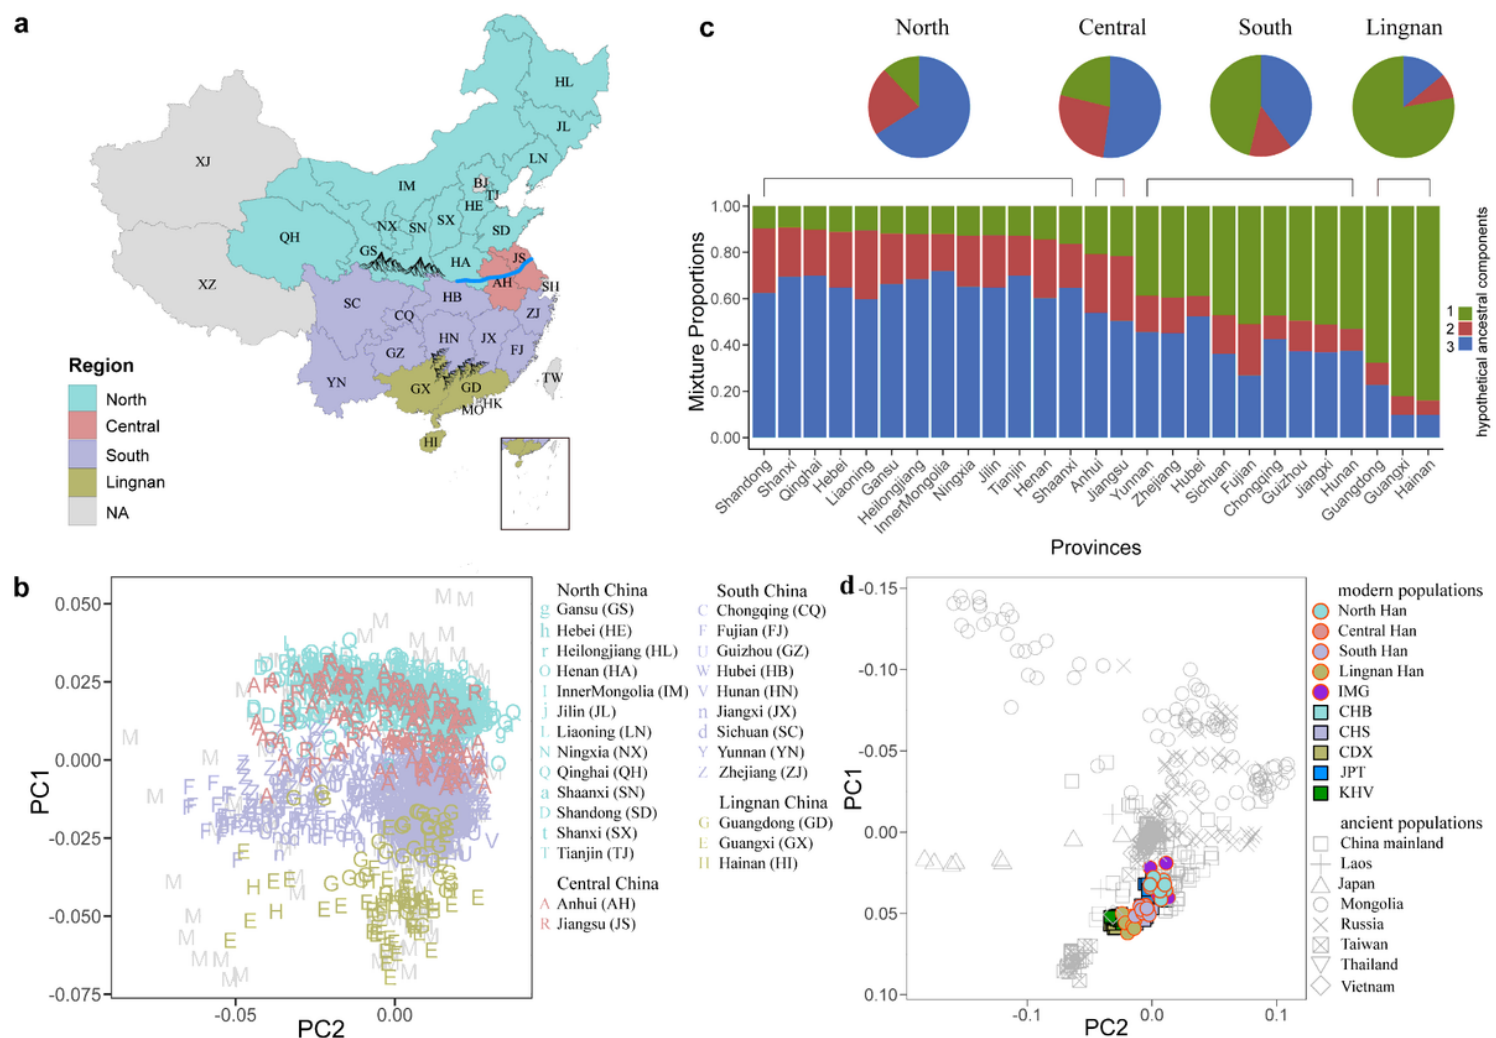 a
HL
JL
LN
XJ
IM
BJ
TJ
HE
NX
SN
SX
SD
QH
GS
HA
JS
XZ
AH
SH
SC
HB
CQ
ZJ
HN
JX
GZ
FJ
YN
GX
GD
TW
MO
HK
HI
Region
North
Central
South
Lingnan
NA
c
North
Central
South
Lingnan
1.00
0.80
0.60
0.40
0.20
0.00
Mixture Proportions
1
2
3
hypothetical ancestral components
Shandong
Shanxi
Qinghai
Hebei
Liaoning
Gansu
Heilongjiang
InnerMongolia
Ningxia
Jilin
Tianjin
Henan
Shaanxi
Anhui
Jiangsu
Yunnan
Zhejiang
Hubei
Sichuan
Fujian
Chongqing
Guizhou
Jiangxi
Hunan
Guangdong
Guangxi
Hainan
Provinces
b
0.050
0.025
0.000
-0.025
-0.050
-0.075
PC1
-0.05
0.00
PC2
North China
g Gansu (GS)
h Hebei (HE)
r Heilongjiang (HL)
O Henan (HA)
I InnerMongolia (IM)
j Jilin (JL)
L Liaoning (LN)
N Ningxia (NX)
Q Qinghai (QH)
a Shaanxi (SN)
D Shandong (SD)
t Shanxi (SX)
T Tianjin (TJ)
Central China
A Anhui (AH)
R Jiangsu (JS)
South China
C Chongqing (CQ)
F Fujian (FJ)
U Guizhou (GZ)
W Hubei (HB)
V Hunan (HN)
n Jiangxi (JX)
d Sichuan (SC)
Y Yunnan (YN)
Z Zhejiang (ZJ)
Lingnan China
G Guangdong (GD)
E Guangxi (GX)
H Hainan (HI)
d
-0.15
-0.10
-0.05
0.00
0.05
0.10
PC1
-0.1
0.0
0.1
PC2
modern populations
North Han
Central Han
South Han
Lingnan Han
IMG
CHB
CHS
CDX
JPT
KHV
ancient populations
China mainland
Laos
Japan
Mongolia
Russia
Taiwan
Thailand
Vietnam